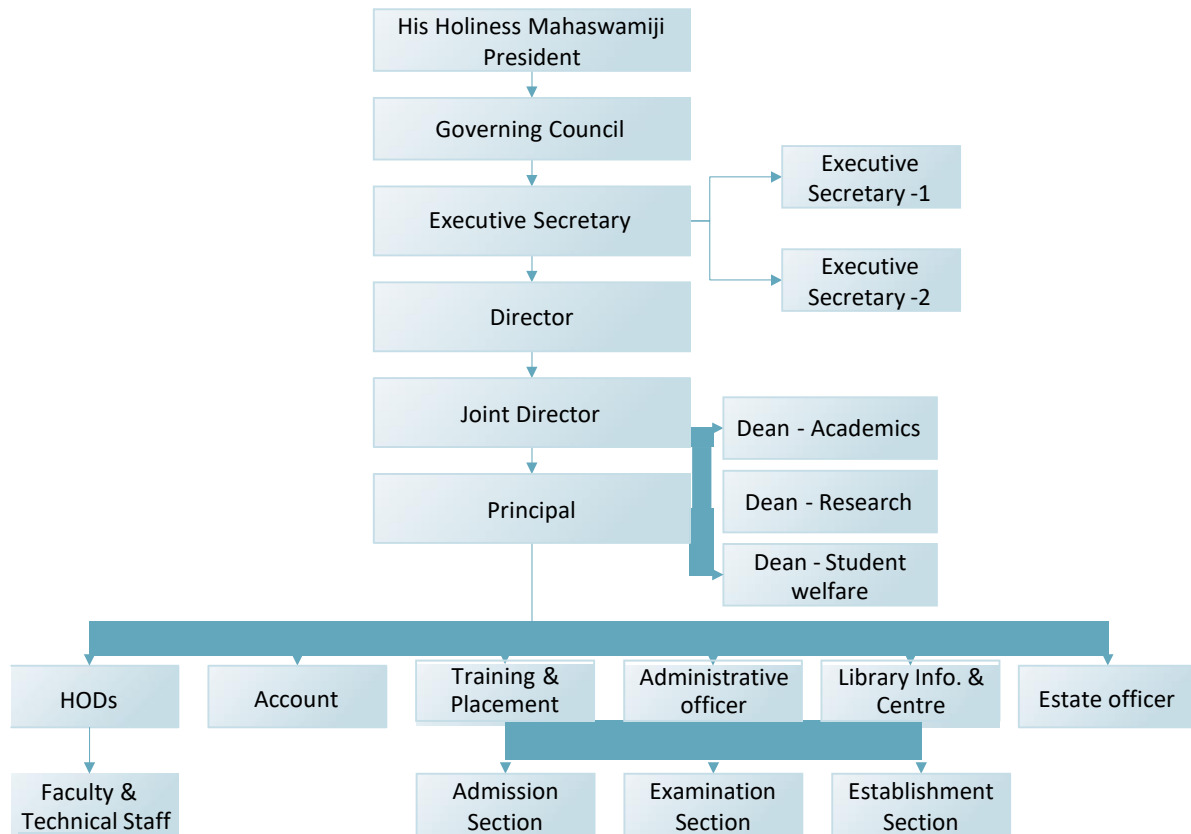 His Holiness Mahaswamiji
President
Governing Council
Executive
Secretary -1
Executive Secretary
Executive
Secretary -2
Director
Joint Director
Dean - Academics
Principal
Dean - Research
Dean - Student
welfare
HODs
Account
Training &
Placement
Administrative
officer
Library Info. &
Centre
Estate officer
Faculty &
Technical Staff
Admission
Section
Examination
Section
Establishment
Section